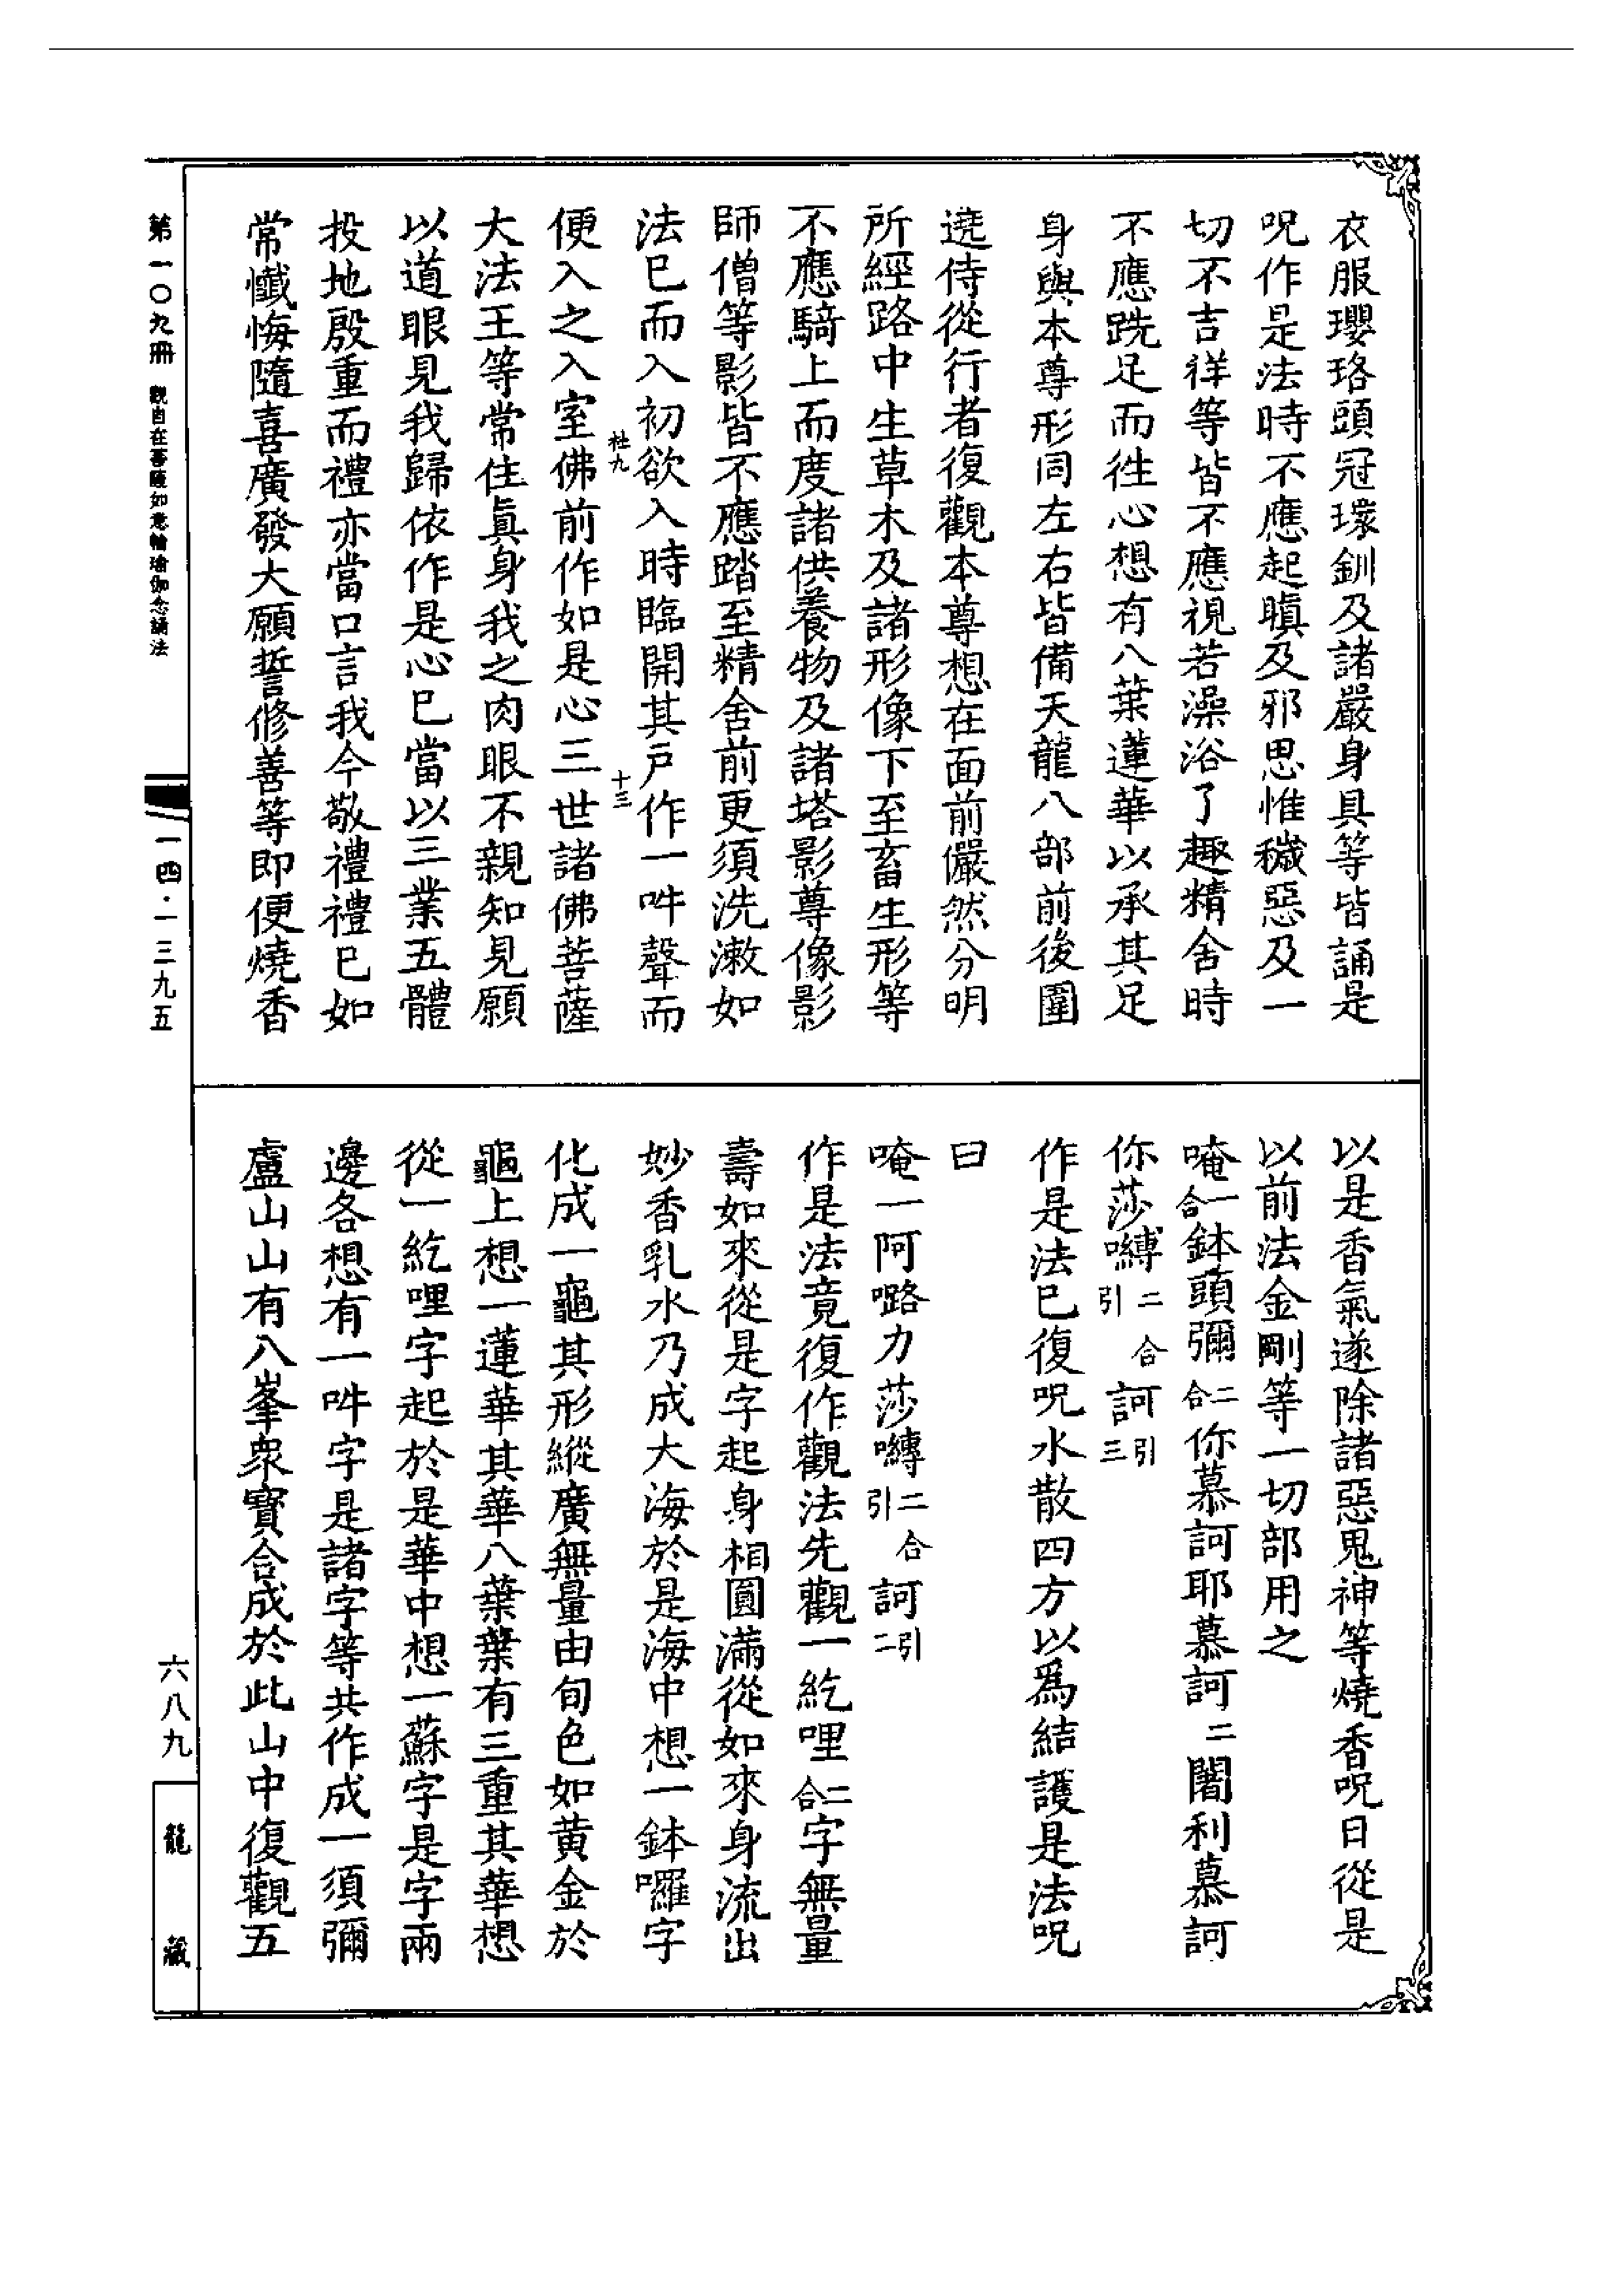 衣服瓔珞頭冠環釧及諸嚴身具等皆誦是
呪作是法時不應起瞋及邪思惟穢惡及一
切不吉祥等皆不應視若澡浴了趣精舍時
不應跣足而徃心想有八葉蓮華以承其足
身與本尊形同左右皆備天龍八部前後圍
遶侍從行者復觀本尊想在面前儼然分明
所經路中生草木及諸形像下至畜生形等
不應騎上而度諸供養物及諸塔影尊像影
師僧等影皆不應踏至精舍前更須洗漱如
法已而入初欲入時臨開其戶作一吽聲而
便入之入室佛前作如是心三世諸佛菩薩
大法王等常住眞身我之肉眼不親知見願
以道眼見我歸依作是心巳當以三業五體
投地殷重而禮亦當口言我今敬禮禮已如
常懺悔隨喜廣發大願誓修善等即便燒香
以是香氣遂除諸惡鬼神等燒香呪曰從是
以前法金剛等一切部用之
唵一合鉢頭彌二合你慕訶耶慕訶二闍利慕訶
你莎嚩二合引訶引三
作是法巳復呪水散四方以爲結護是法呪
曰
唵一阿嚕力莎嚩二合引訶引二
作是法竟復作觀法先觀一紇哩二合字無量
壽如來從是字起身相圓滿從如來身流出
妙香乳水乃成大海於是海中想一鉢囉字
化成一龜其形縱廣無量由旬色如黄金於
龜上想一蓮華其華八葉葉有三重其華想
從一紇哩字起於是華中想一蘇字是字兩
邊各想有一吽字是諸字等共作成一須彌
盧山山有八峯衆寶合成於此山中復觀五
社九
十三
第一〇九冊 觀自在菩薩如意輪瑜伽念誦法
一四·一三九五
六八九
龍藏